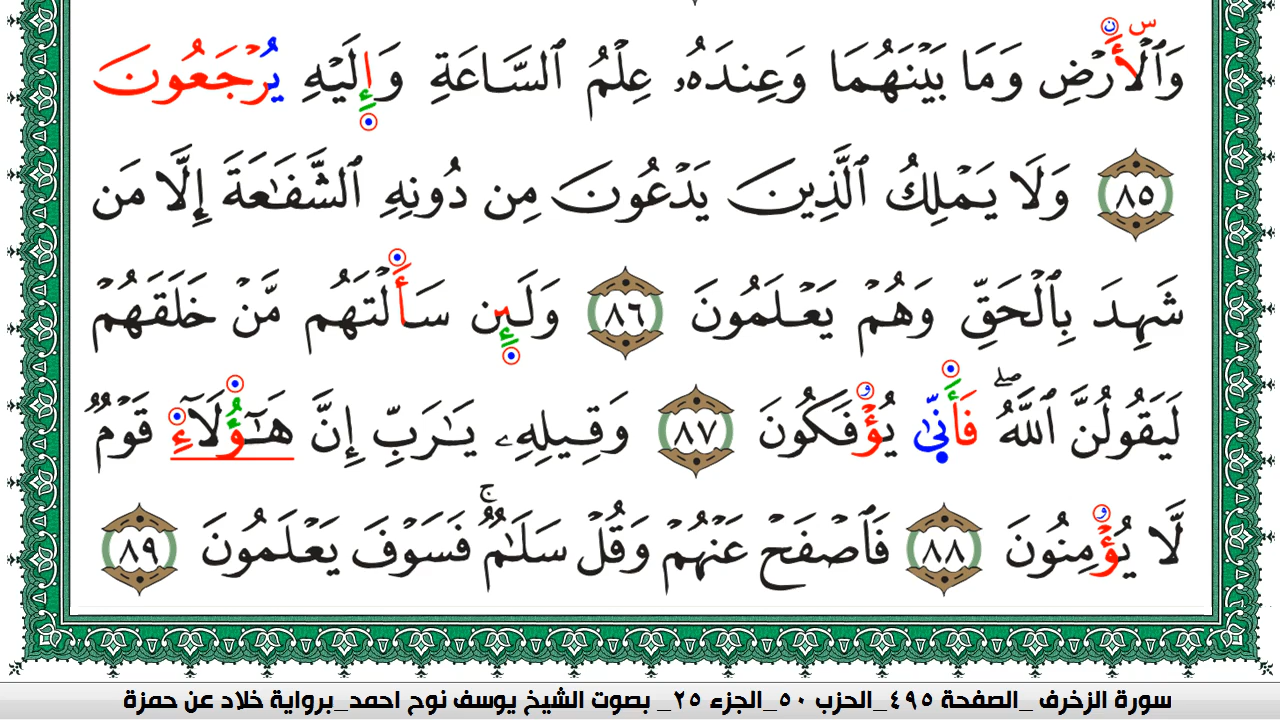 وَٱلْأَرْضِ وَمَا بَيْنَهُمَا وَعِندَهُۥ عِلْمُ ٱلسَّاعَةِ وَإِلَيْهِ يُرْجَعُونَ
٨٥ وَلَا يَمْلِكُ ٱلَّذِينَ يَدْعُونَ مِن دُونِهِ ٱلشَّفَٰعَةَ إِلَّا مَن
شَهِدَ بِٱلْحَقِّ وَهُمْ يَعْلَمُونَ ٨٦ وَلَئِن سَأَلْتَهُم مَّنْ خَلَقَهُمْ
لَيَقُولُنَّ ٱللَّهُ ۖ فَأَنَّىٰ يُؤْفَكُونَ ٨٧ وَقِيلِهِۦ يَٰرَبِّ إِنَّ هَٰٓؤُلَآءِ قَوْمٌ
لَّا يُؤْمِنُونَ ٨٨ فَٱصْفَحْ عَنْهُمْ وَقُلْ سَلَٰمٌ ۚ فَسَوْفَ يَعْلَمُونَ ٨٩
سورة الزخرف _الصفحة ٤٩٥_الحزب ٥٠_الجزء ٢٥_ بصوت الشيخ يوسف نوح احمد_برواية خلاد عن حمزة